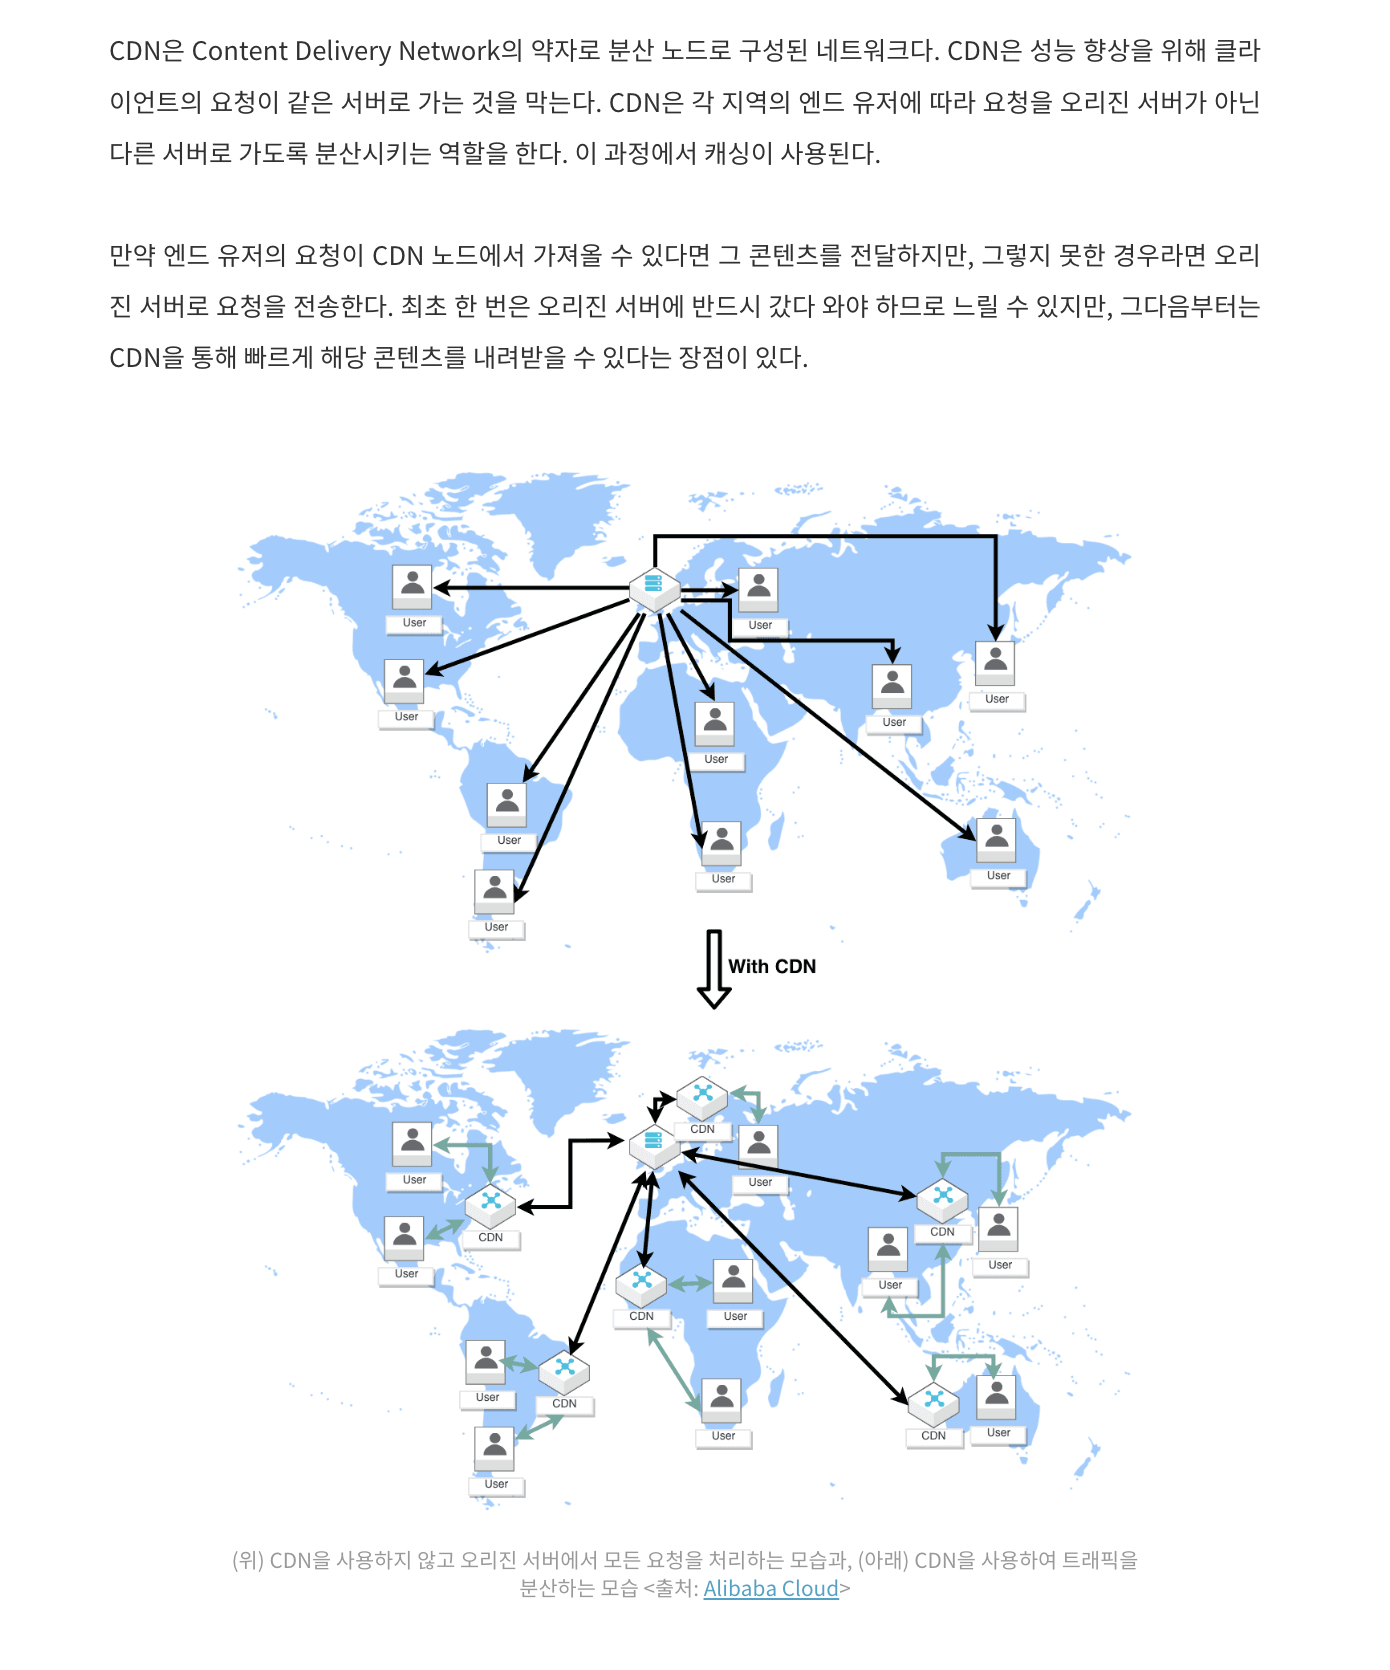 CDN은 Content Delivery Network의 약자로 분산 노드로 구성된 네트워크다. CDN은 성능 향상을 위해 클라
이언트의 요청이 같은 서버로 가는 것을 막는다. CDN은 각 지역의 엔드 유저에 따라 요청을 오리진 서버가 아닌
다른 서버로 가도록 분산시키는 역할을 한다. 이 과정에서 캐싱이 사용된다.
만약 엔드 유저의 요청이 CDN 노드에서 가져올 수 있다면 그 콘텐츠를 전달하지만, 그렇지 못한 경우라면 오리
진 서버로 요청을 전송한다. 최초 한 번은 오리진 서버에 반드시 갔다 와야 하므로 느릴 수 있지만, 그다음부터는
CDN을 통해 빠르게 해당 콘텐츠를 내려받을 수 있다는 장점이 있다.
User
User
User
User
User
User
User
User
User
User
With CDN
CDN
User
User
CDN
CDN
User
User
User
User
CDN
User
User
CDN
User
CDN
User
CDN
User
User
(위) CDN을 사용하지 않고 오리진 서버에서 모든 요청을 처리하는 모습과, (아래) CDN을 사용하여 트래픽을
분산하는 모습 <출처: Alibaba Cloud>